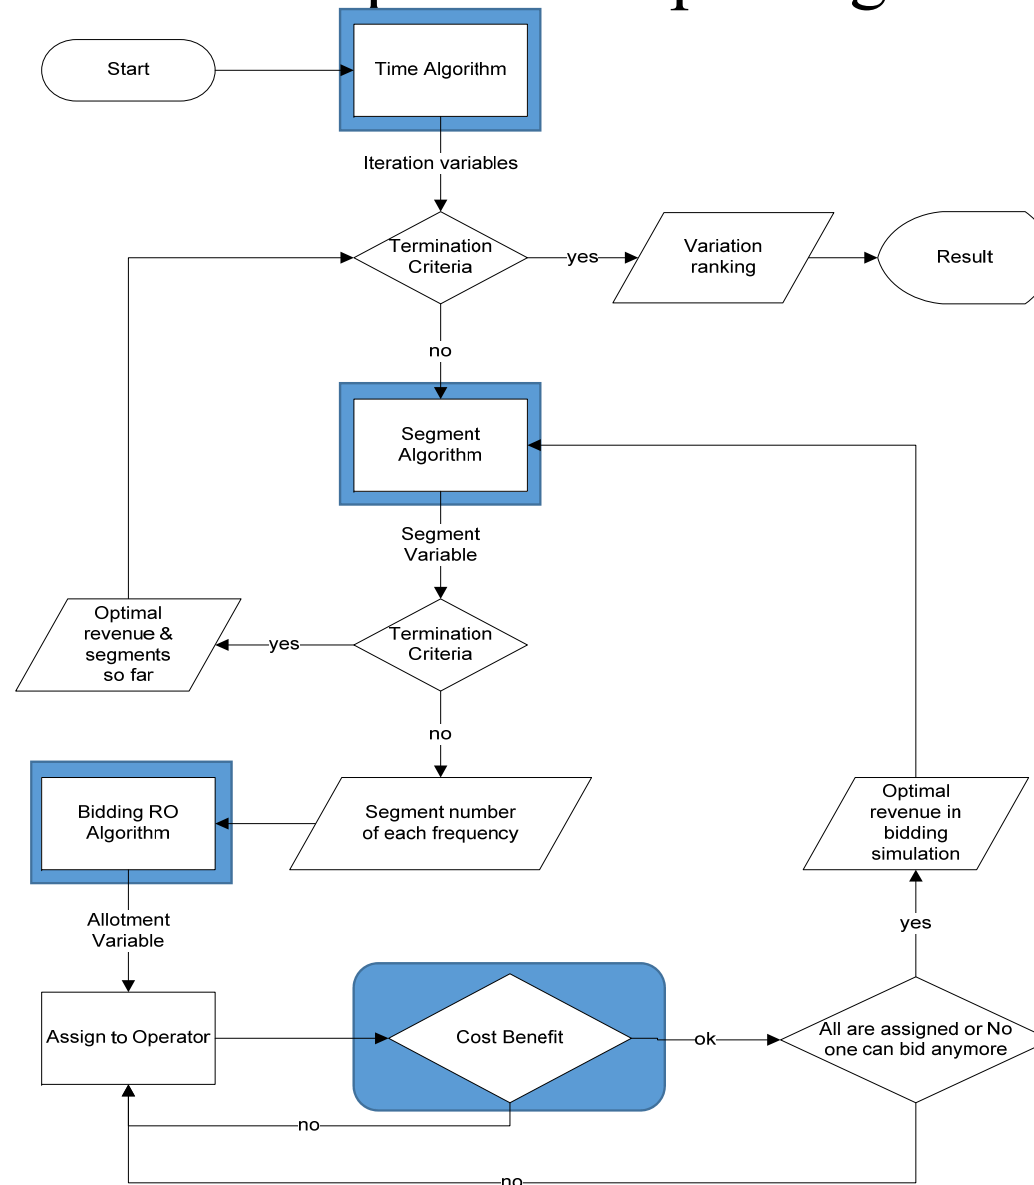 Start
Time Algorithm
Iteration variables
Termination
Criteria
yes
Variation
ranking
Result
no
Segment
Algorithm
Segment
Variable
Termination
Criteria
yes
Optimal
revenue &
segments
so far
no
Segment number
of each frequency
Bidding RO
Algorithm
Allotment
Variable
Assign to Operator
Cost Benefit
ok
All are assigned or No
one can bid anymore
yes
Optimal
revenue in
bidding
simulation
no
no